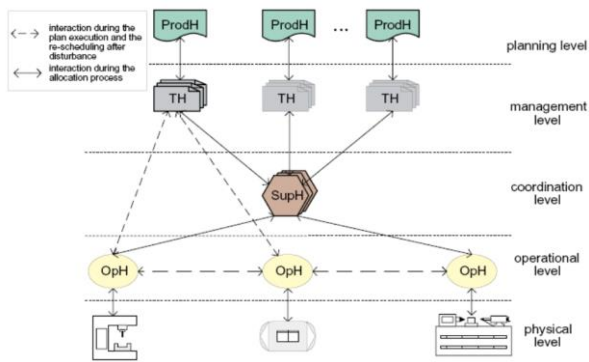 interaction during the
plan execution and the
re-scheduling after
disturbance
interaction during the
allocation process
ProdH
ProdH
...
ProdH
planning level
TH
TH
TH
management
level
SupH
coordination
level
OpH
OpH
OpH
operational
level
physical
level